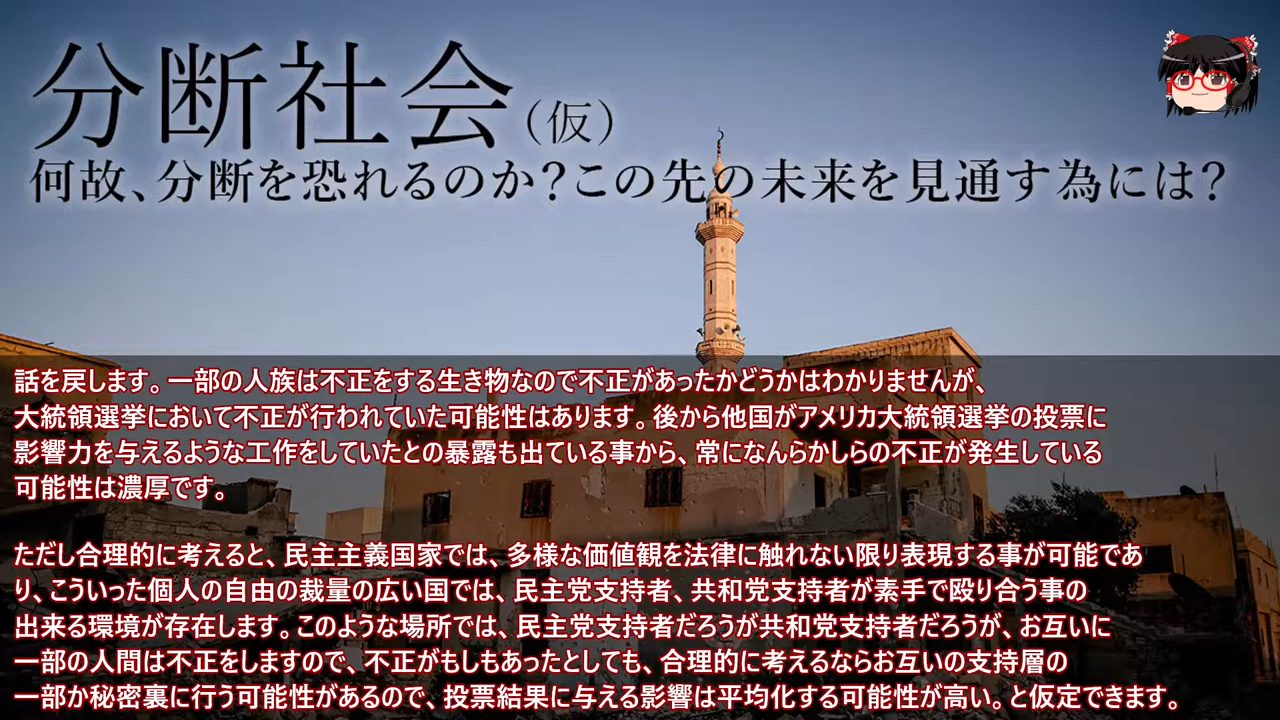 分断社会(仮)
何故、分断を恐れるのか?この先の未来を見通す為には?
話を戻します。一部の人族は不正をする生き物なので不正があったかどうかはわかりませんが、
大統領選挙において不正が行われていた可能性はあります。後から他国がアメリカ大統領選挙の投票に
影響力を与えるような工作をしていたとの暴露も出ている事から、常になんらかしらの不正が発生している
可能性は濃厚です。
ただし合理的に考えると、民主主義国家では、多様な価値観を法律に触れない限り表現する事が可能であ
り、こういった個人の自由の裁量の広い国では、民主党支持者、共和党支持者が素手で殴り合う事の
出来る環境が存在します。このような場所では、民主党支持者だろうが共和党支持者だろうが、お互いに
一部の人間は不正をしますので、不正がもしもあったとしても、合理的に考えるならお互いの支持層の
一部か秘密裏に行う可能性があるので、投票結果に与える影響は平均化する可能性が高い。と仮定できます。